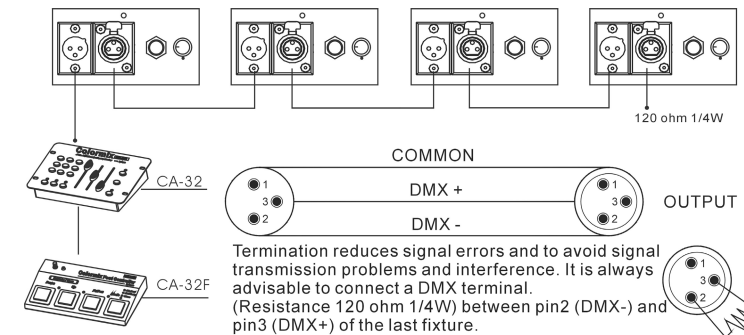 120 ohm 1/4W
Colormix
CA-32
COMMON
1
DMX +
3
DMX -
2
1
3
2
OUTPUT
Colormix Foot Controller
CA-32F
Termination reduces signal errors and to avoid signal
transmission problems and interference. It is always
advisable to connect a DMX terminal.
(Resistance 120 ohm 1/4W) between pin2 (DMX-) and
pin3 (DMX+) of the last fixture.
1
3
2